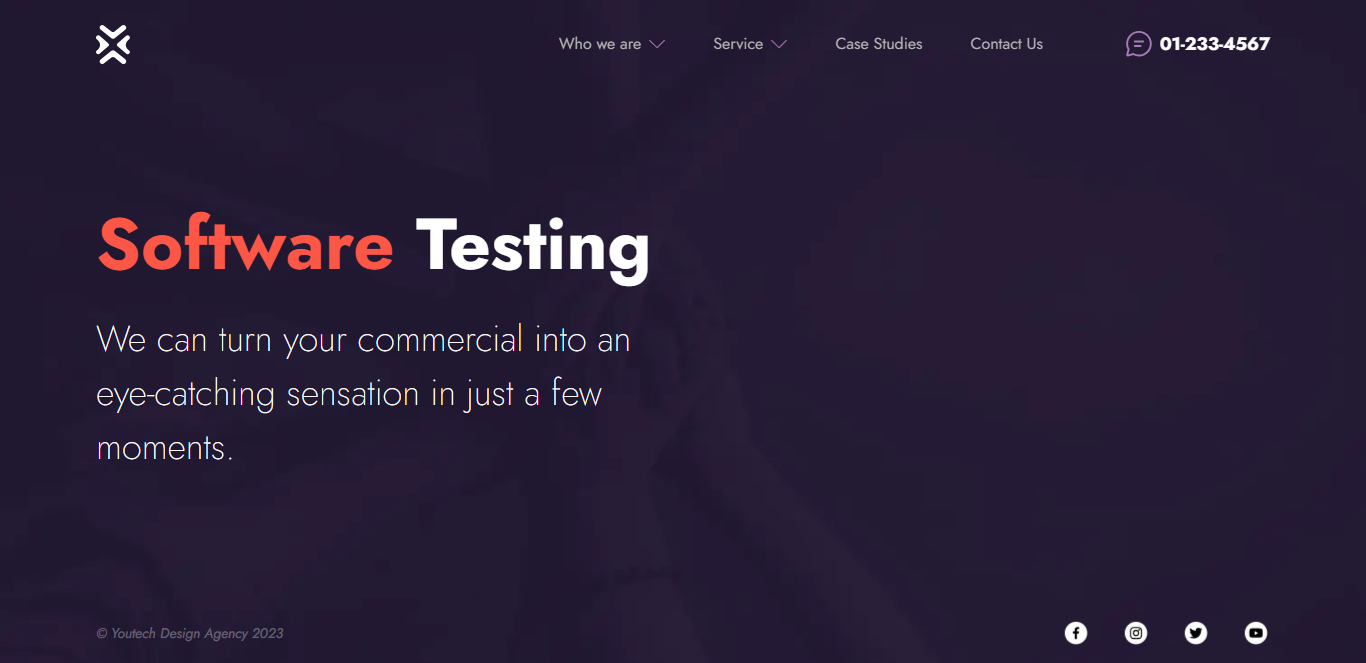 Who we are
Service
Case Studies
Contact Us
01-233-4567
Software Testing
We can turn your commercial into an
eye-catching sensation in just a few
moments.
© Youtech Design Agency 2023